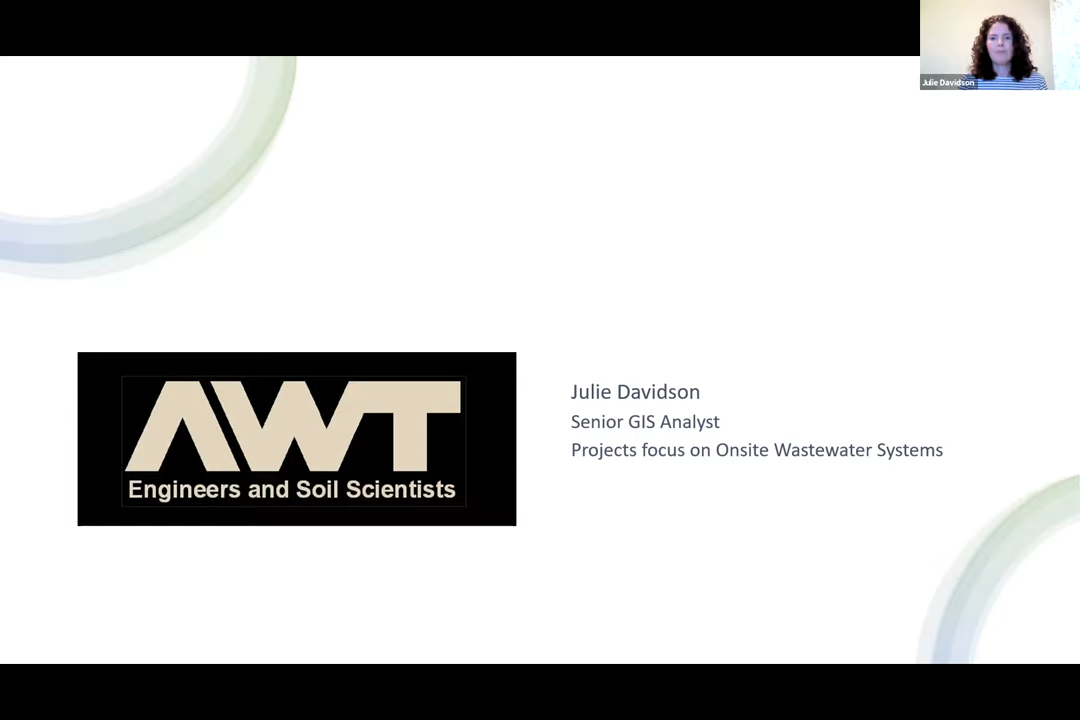 Julie Davidson
AWT
Engineers and Soil Scientists
Julie Davidson
Senior GIS Analyst
Projects focus on Onsite Wastewater Systems